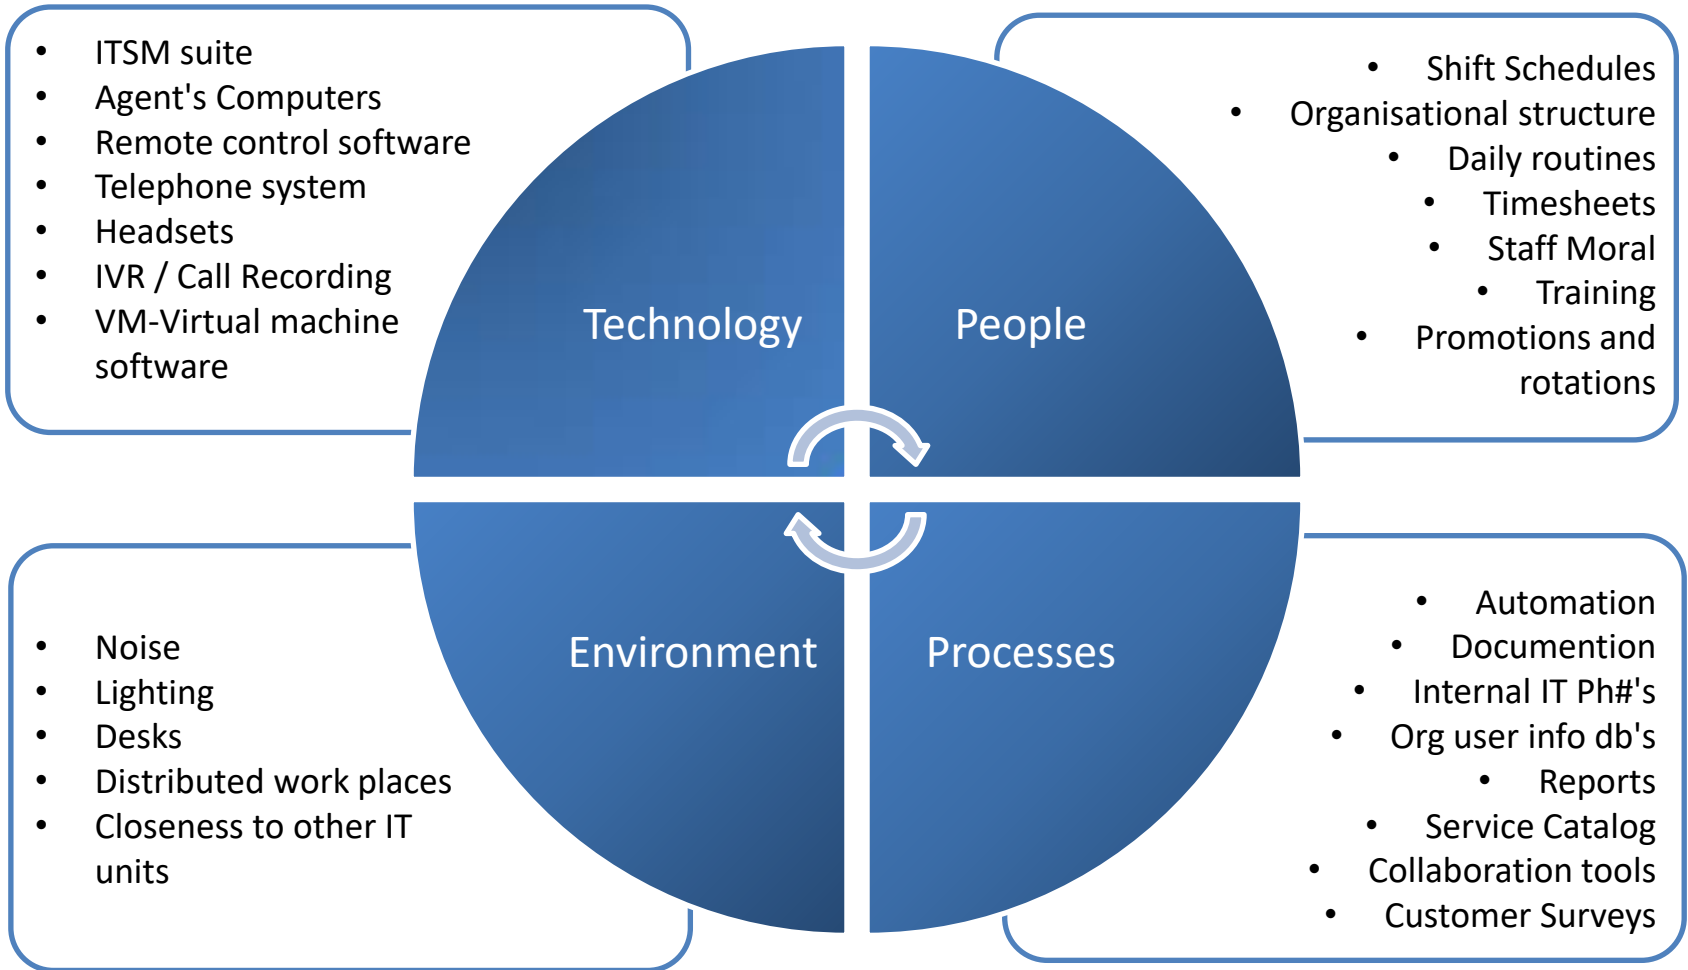 • ITSM suite
• Agent's Computers
• Remote control software
• Telephone system
• Headsets
• IVR / Call Recording
• VM-Virtual machine
software
Technology
• Shift Schedules
• Organisational structure
• Daily routines
• Timesheets
• Staff Moral
• Training
• Promotions and
rotations
People
• Noise
• Lighting
• Desks
• Distributed work places
• Closeness to other IT
units
Environment
Processes
• Automation
• Documention
• Internal IT Ph#'s
• Org user info db's
• Reports
• Service Catalog
• Collaboration tools
• Customer Surveys